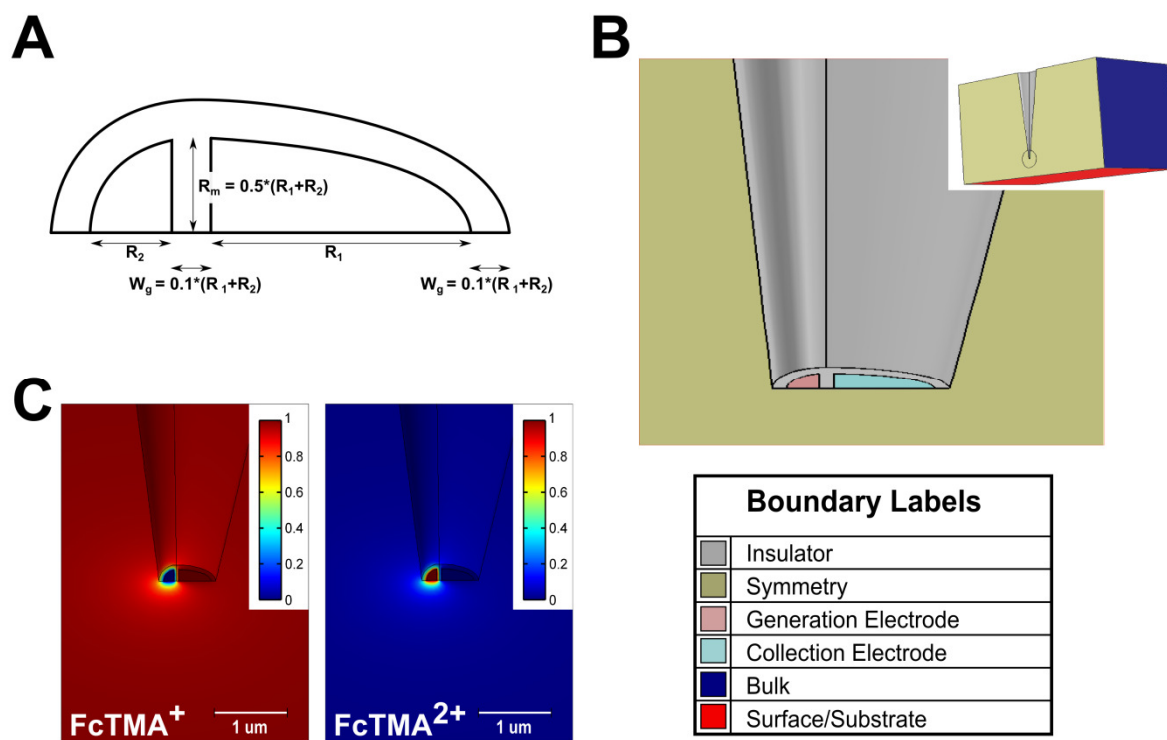 A
R_m = 0.5*(R_1+R_2)
R_2
R_1
W_g = 0.1*(R_1+R_2)
W_g = 0.1*(R_1+R_2)
B
C
1
0.8
0.6
0.4
0.2
0
FcTMA^+
1 um
1
0.8
0.6
0.4
0.2
0
FcTMA^2+
1 um
Boundary Labels
Insulator
Symmetry
Generation Electrode
Collection Electrode
Bulk
Surface/Substrate